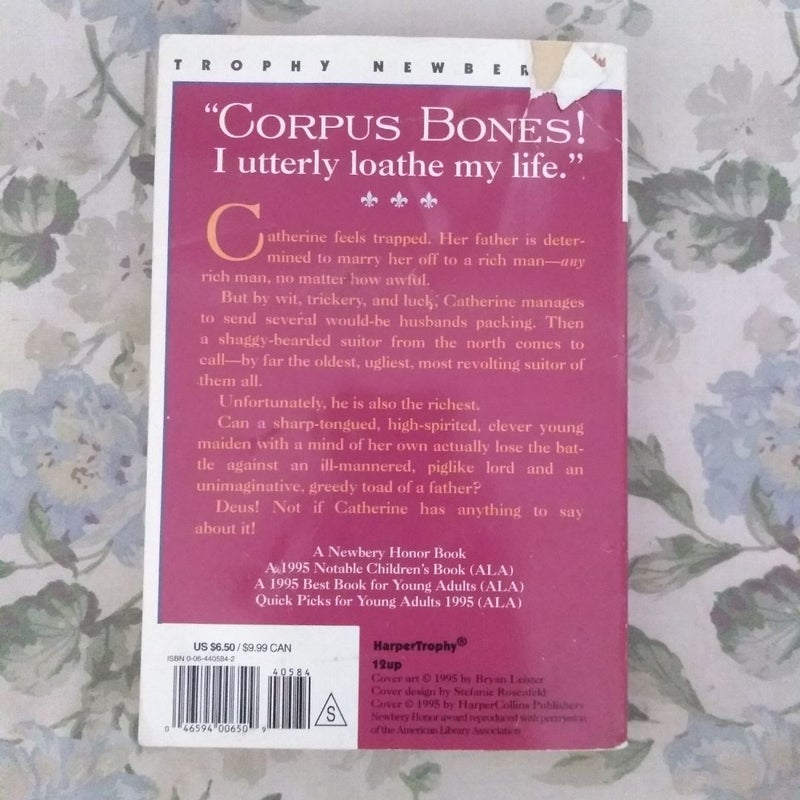 TROPHY NEWBER
“CORPUS BONES!
I utterly loathe my life.”
Catherine feels trapped. Her father is deter-
mined to marry her off to a rich man—any
rich man, no matter how awful.
But by wit, trickery, and luck, Catherine manages
to send several would-be husbands packing. Then
a shaggy-bearded suitor from the north comes to
call—by far the oldest, ugliest, most revolting suitor of
them all.
Unfortunately, he is also the richest.
Can a sharp-tongued, high-spirited, clever young
maiden with a mind of her own actually lose the bat-
tle against an ill-mannered, piglike lord and an
unimaginative, greedy toad of a father?
Deus! Not if Catherine has anything to say
about it!
A Newbery Honor Book
A 1995 Notable Children’s Book (ALA)
A 1995 Best Book for Young Adults (ALA)
Quick Picks for Young Adults 1995 (ALA)
US $6.50 / $9.99 CAN
ISBN 0-06-440584-2
40584
0 46594 00650 9
S
HarperTrophy®
12up
Cover art © 1995 by Bryan Leister
Cover design by Stefanie Rosenfeld
Cover © 1995 by HarperCollins Publishers
Newbery Honor award reproduced with permission
of the American Library Association